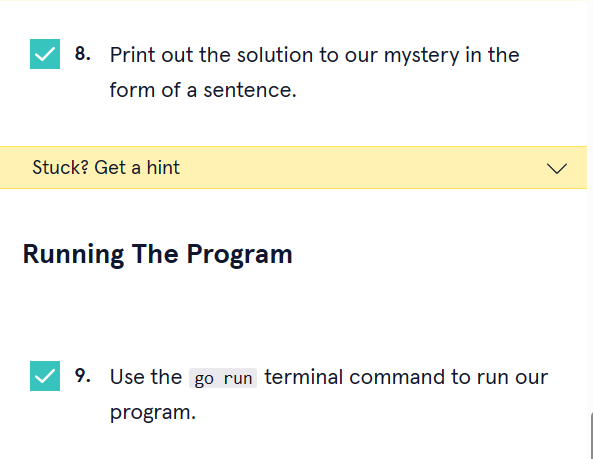 8. Print out the solution to our mystery in the
form of a sentence.
Stuck? Get a hint
Running The Program
9. Use the go run terminal command to run our
program.